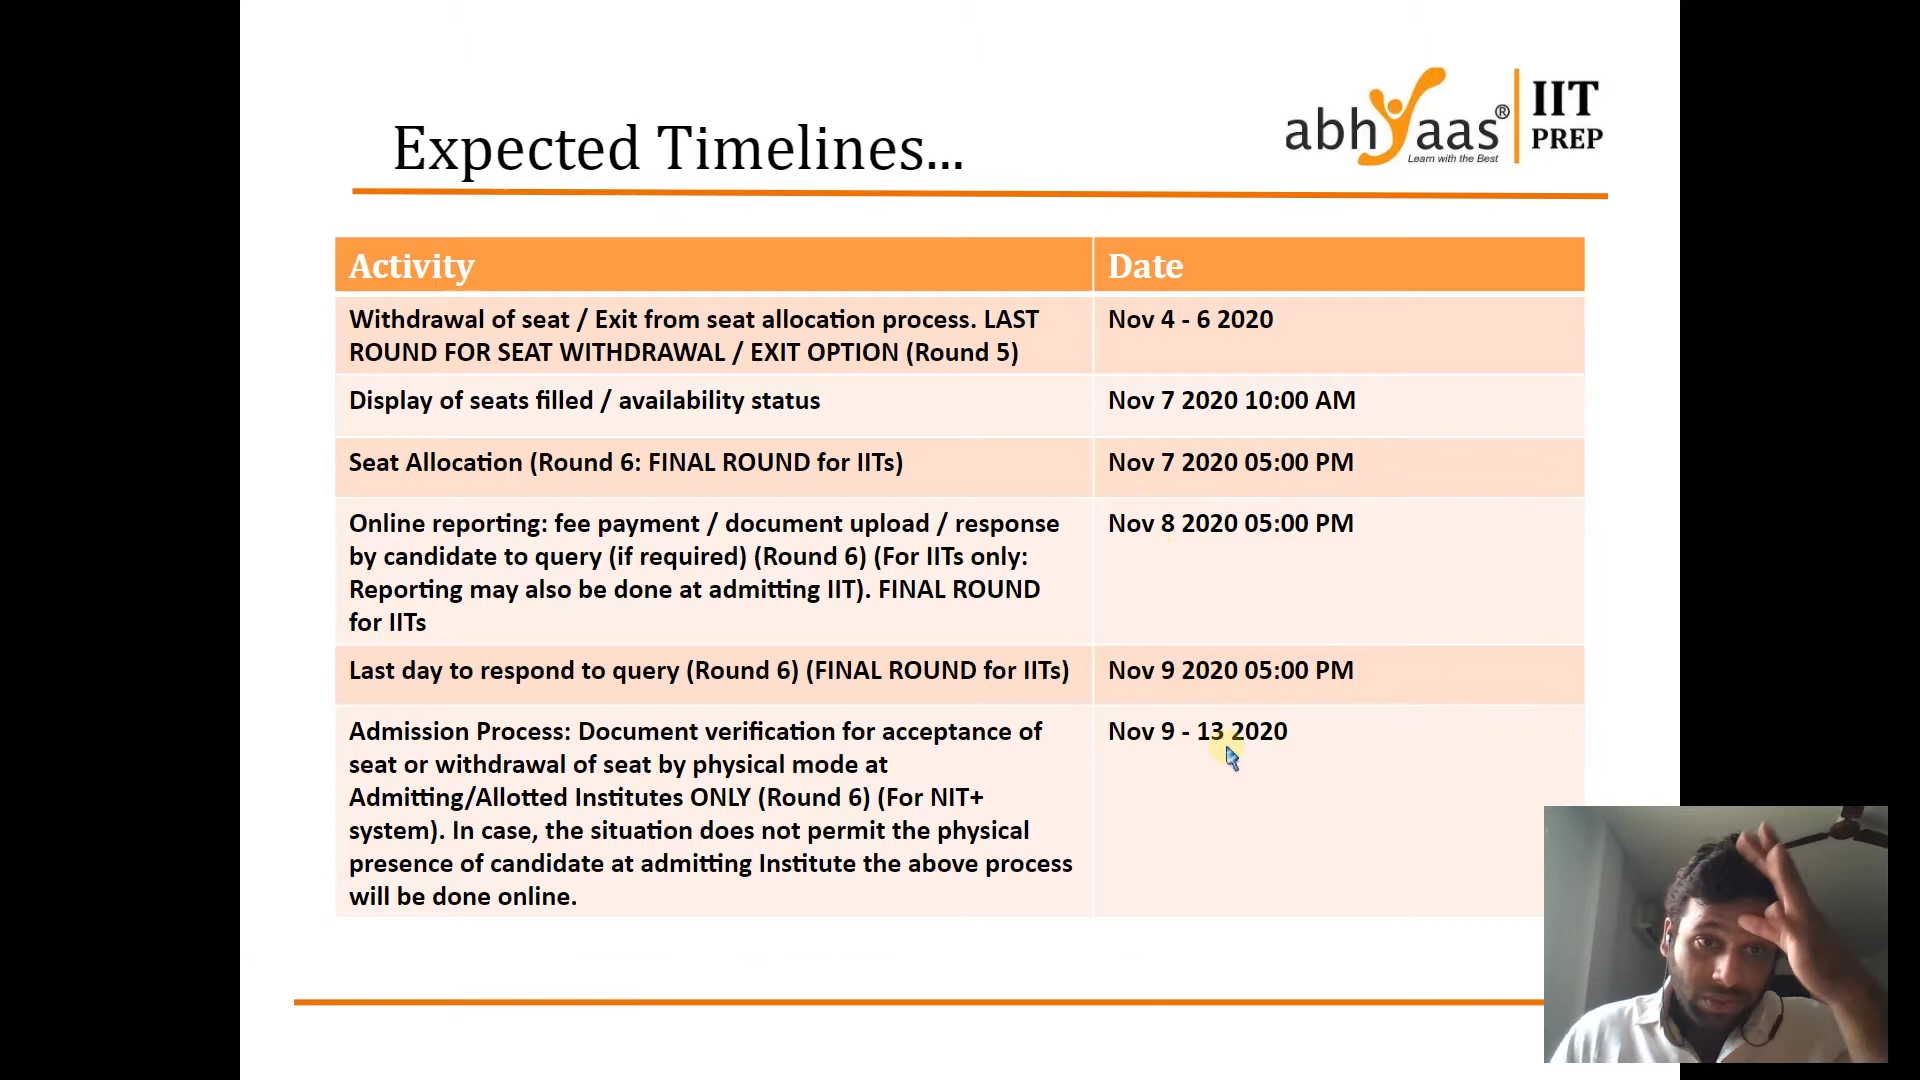 Expected Timelines...
abhyaas®
Learn with the Best
IIT
PREP
Activity
Date
Withdrawal of seat / Exit from seat allocation process. LAST
ROUND FOR SEAT WITHDRAWAL / EXIT OPTION (Round 5)
Nov 4 - 6 2020
Display of seats filled / availability status
Nov 7 2020 10:00 AM
Seat Allocation (Round 6: FINAL ROUND for IITs)
Nov 7 2020 05:00 PM
Online reporting: fee payment / document upload / response
by candidate to query (if required) (Round 6) (For IITs only:
Reporting may also be done at admitting IIT). FINAL ROUND
for IITs
Nov 8 2020 05:00 PM
Last day to respond to query (Round 6) (FINAL ROUND for IITs)
Nov 9 2020 05:00 PM
Admission Process: Document verification for acceptance of
seat or withdrawal of seat by physical mode at
Admitting/Allotted Institutes ONLY (Round 6) (For NIT+
system). In case, the situation does not permit the physical
presence of candidate at admitting Institute the above process
will be done online.
Nov 9 - 13 2020